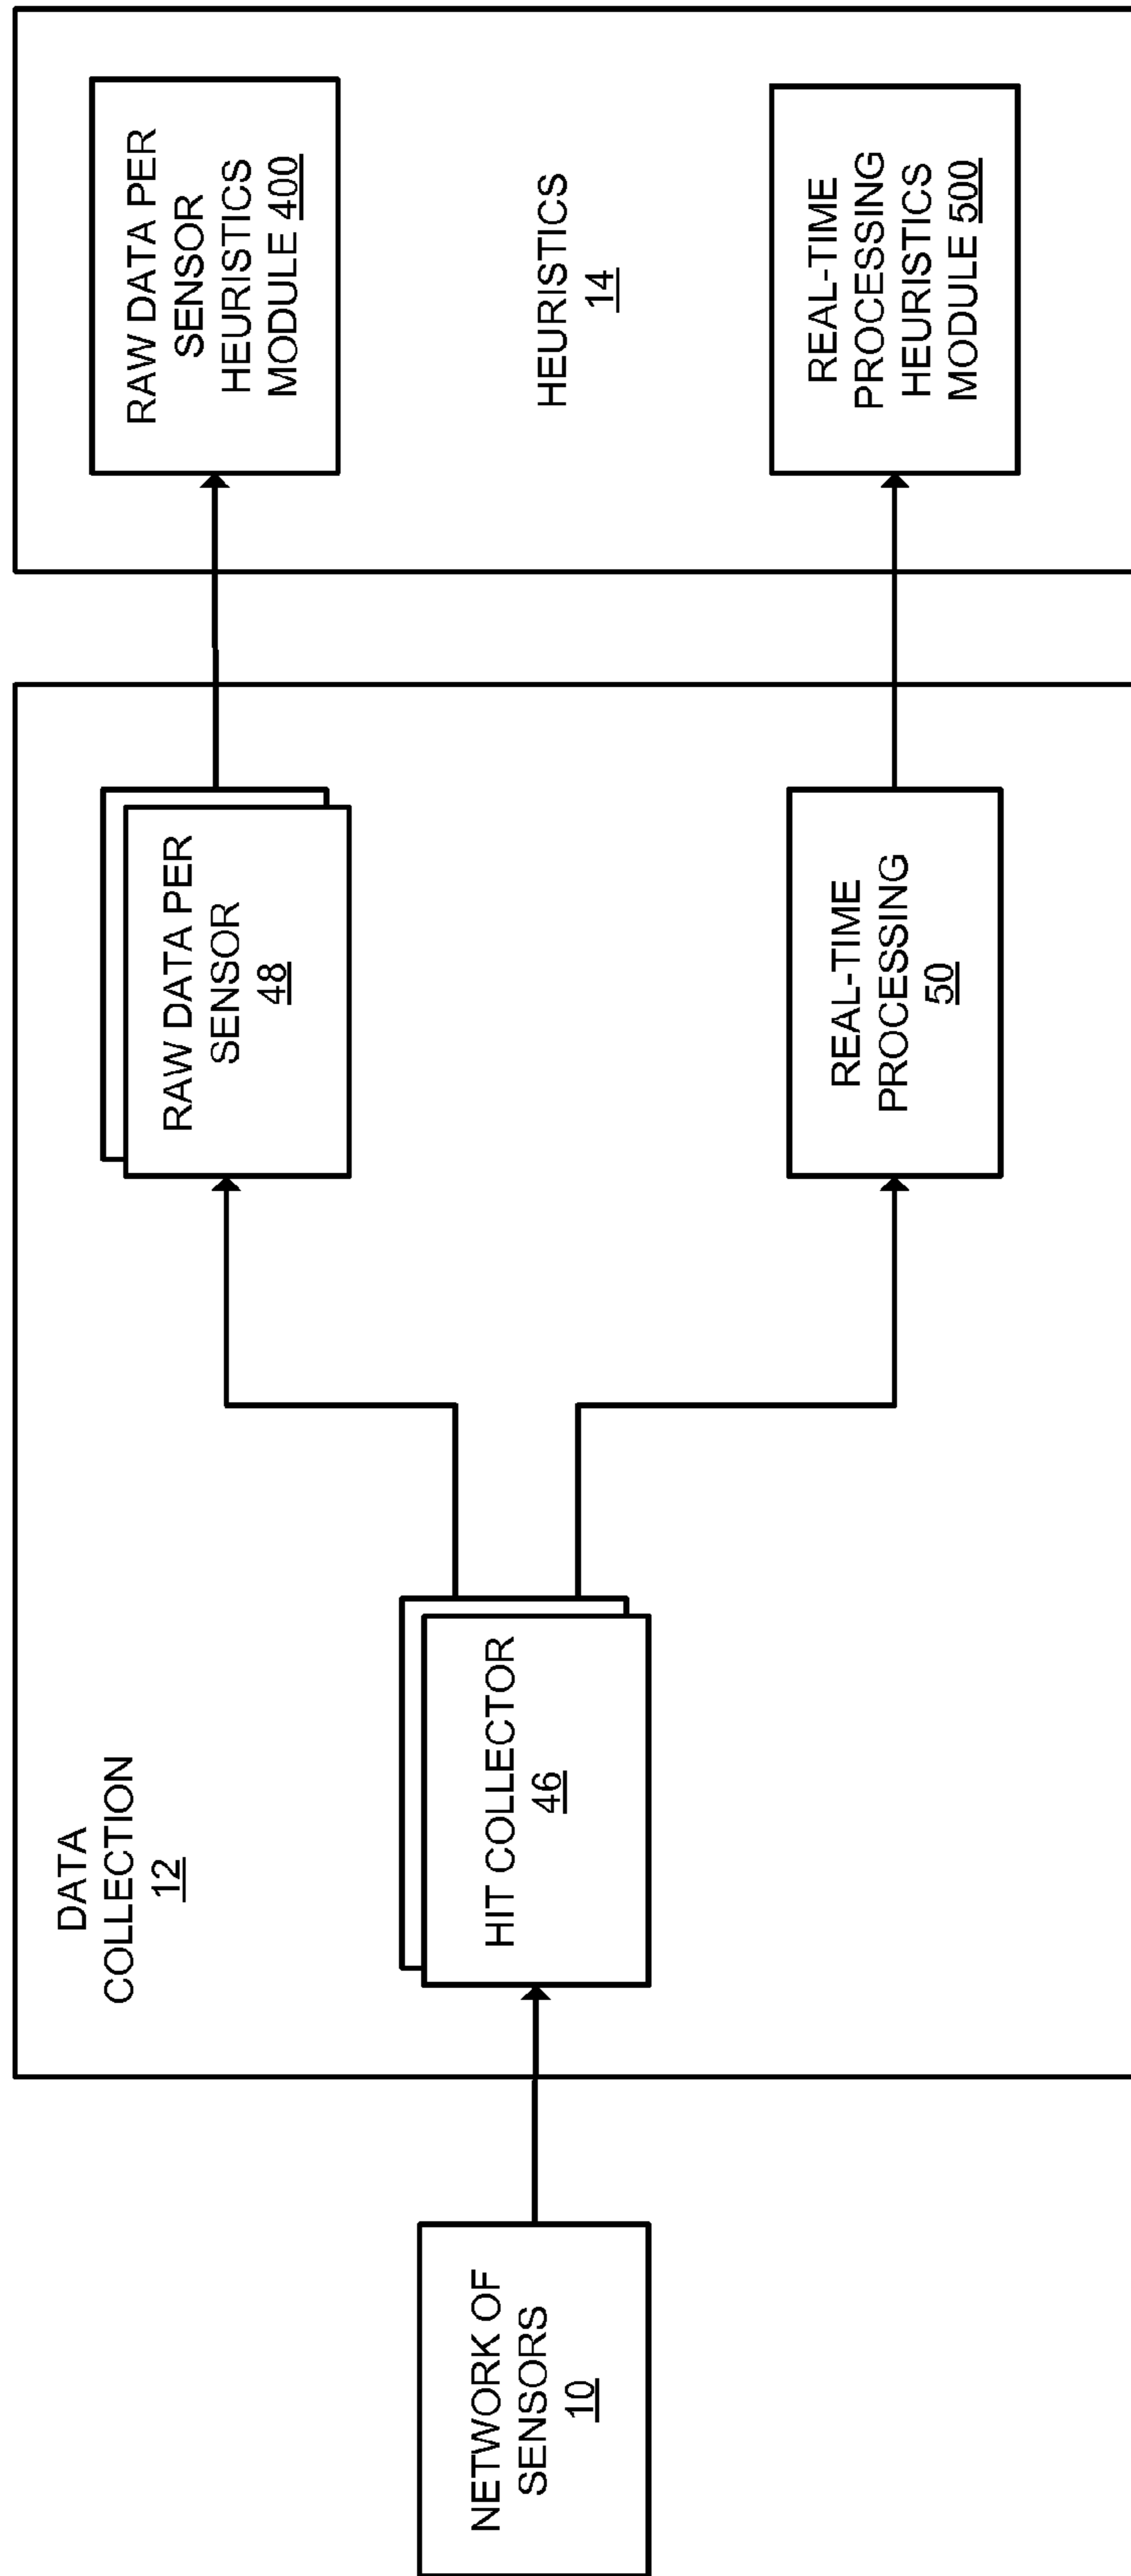 NETWORK OF
SENSORS
10
DATA
COLLECTION
12
HIT COLLECTOR
46
RAW DATA PER
SENSOR
48
REAL-TIME
PROCESSING
50
RAW DATA PER
SENSOR
HEURISTICS
MODULE 400
HEURISTICS
14
REAL-TIME
PROCESSING
HEURISTICS
MODULE 500